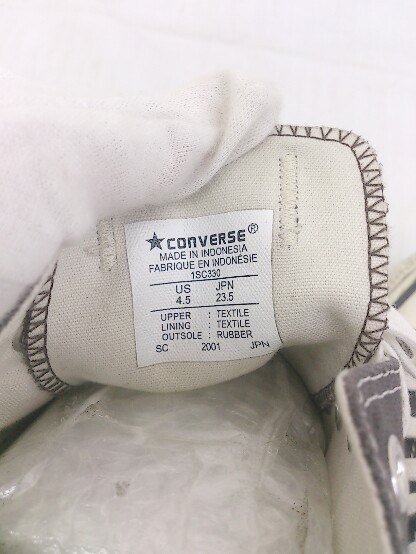 ★CONVERSE®
MADE IN INDONESIA
FABRIQUE EN INDONÉSIE
1SC330
US JPN
4.5 23.5
UPPER : TEXTILE
LINING : TEXTILE
OUTSOLE : RUBBER
SC 2001 JPN